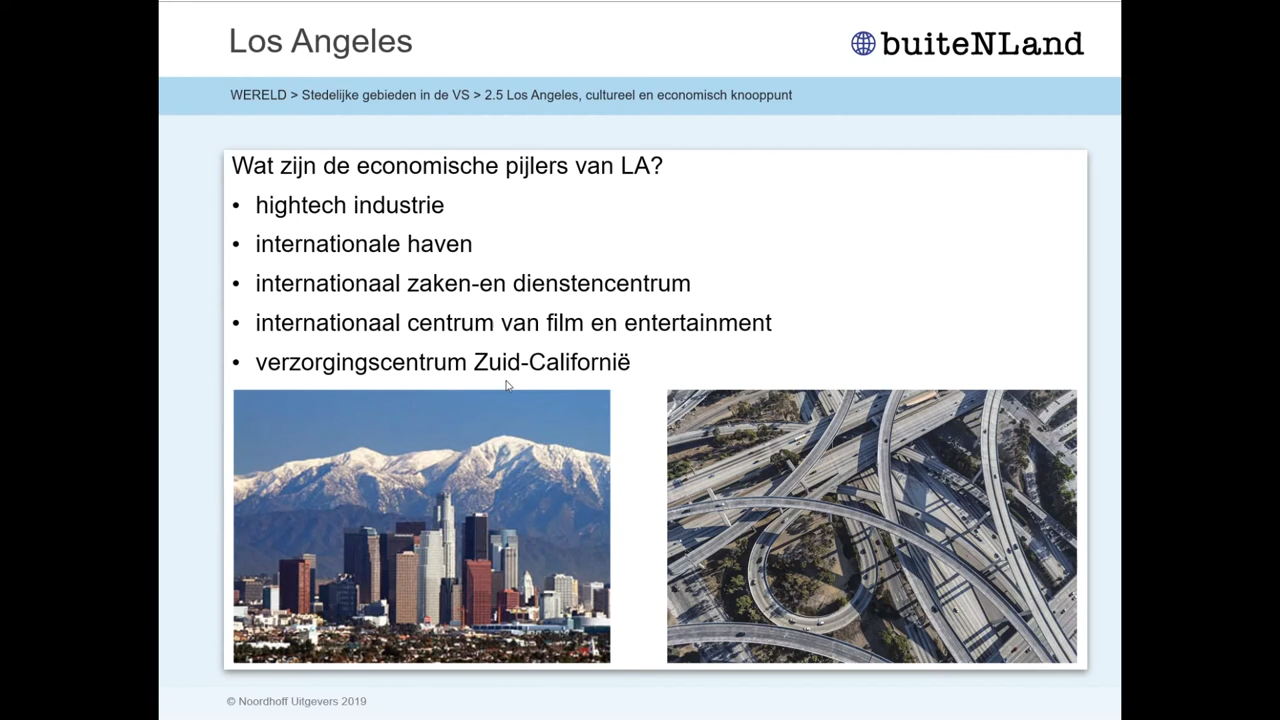 Los Angeles
buiteNLand
WERELD > Stedelijke gebieden in de VS > 2.5 Los Angeles, cultureel en economisch knooppunt
Wat zijn de economische pijlers van LA?
• hightech industrie
• internationale haven
• internationaal zaken-en dienstencentrum
• internationaal centrum van film en entertainment
• verzorgingscentrum Zuid-Californië
© Noordhoff Uitgevers 2019